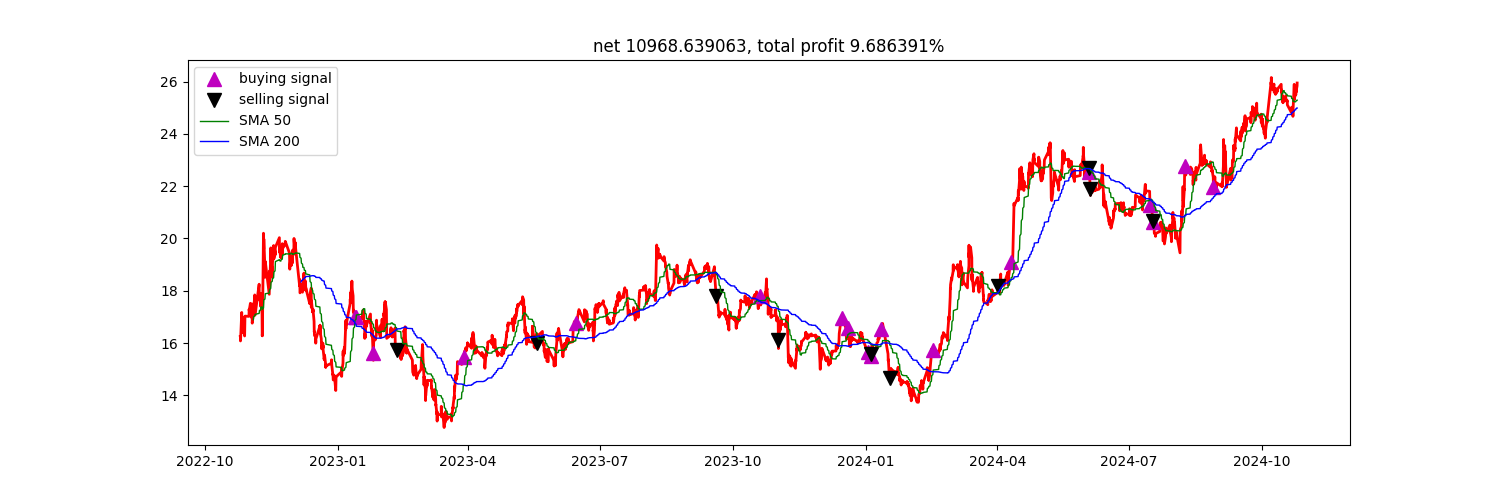 net 10968.639063, total profit 9.686391%
buying signal
selling signal
SMA 50
SMA 200
26
24
22
20
18
16
14
2022-10 2023-01 2023-04 2023-07 2023-10 2024-01 2024-04 2024-07 2024-10